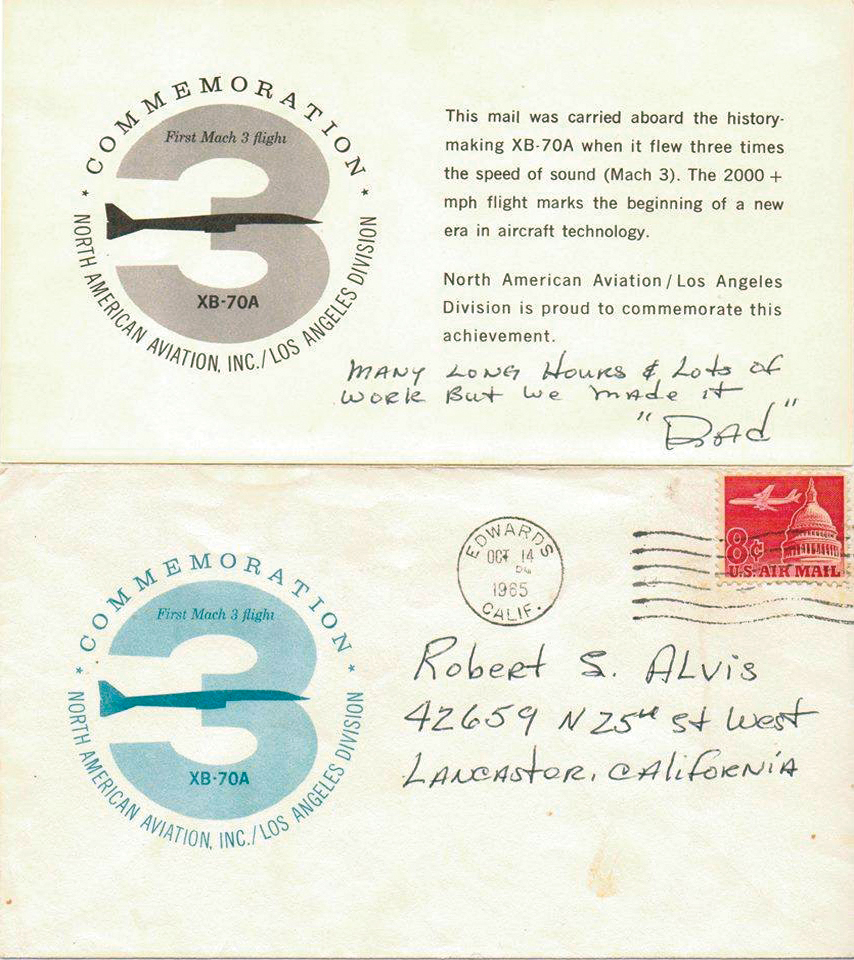 COMMEMORATION
First Mach 3 flight
3
XB-70A
* NORTH AMERICAN AVIATION, INC./LOS ANGELES DIVISION *
This mail was carried aboard the history-
making XB-70A when it flew three times
the speed of sound (Mach 3). The 2000 +
mph flight marks the beginning of a new
era in aircraft technology.
North American Aviation/Los Angeles
Division is proud to commemorate this
achievement.
MANY LONG HOURS & LOTS OF
WORK BUT WE MADE IT
"DAD"
COMMEMORATION
First Mach 3 flight
3
XB-70A
* NORTH AMERICAN AVIATION, INC./LOS ANGELES DIVISION *
EDWARDS
OCT 14
PM
1965
CALIF.
8¢
U.S. AIR MAIL
Robert S. ALVis
42659 N 25th St West
LANCASTOR, CALiFORNiA